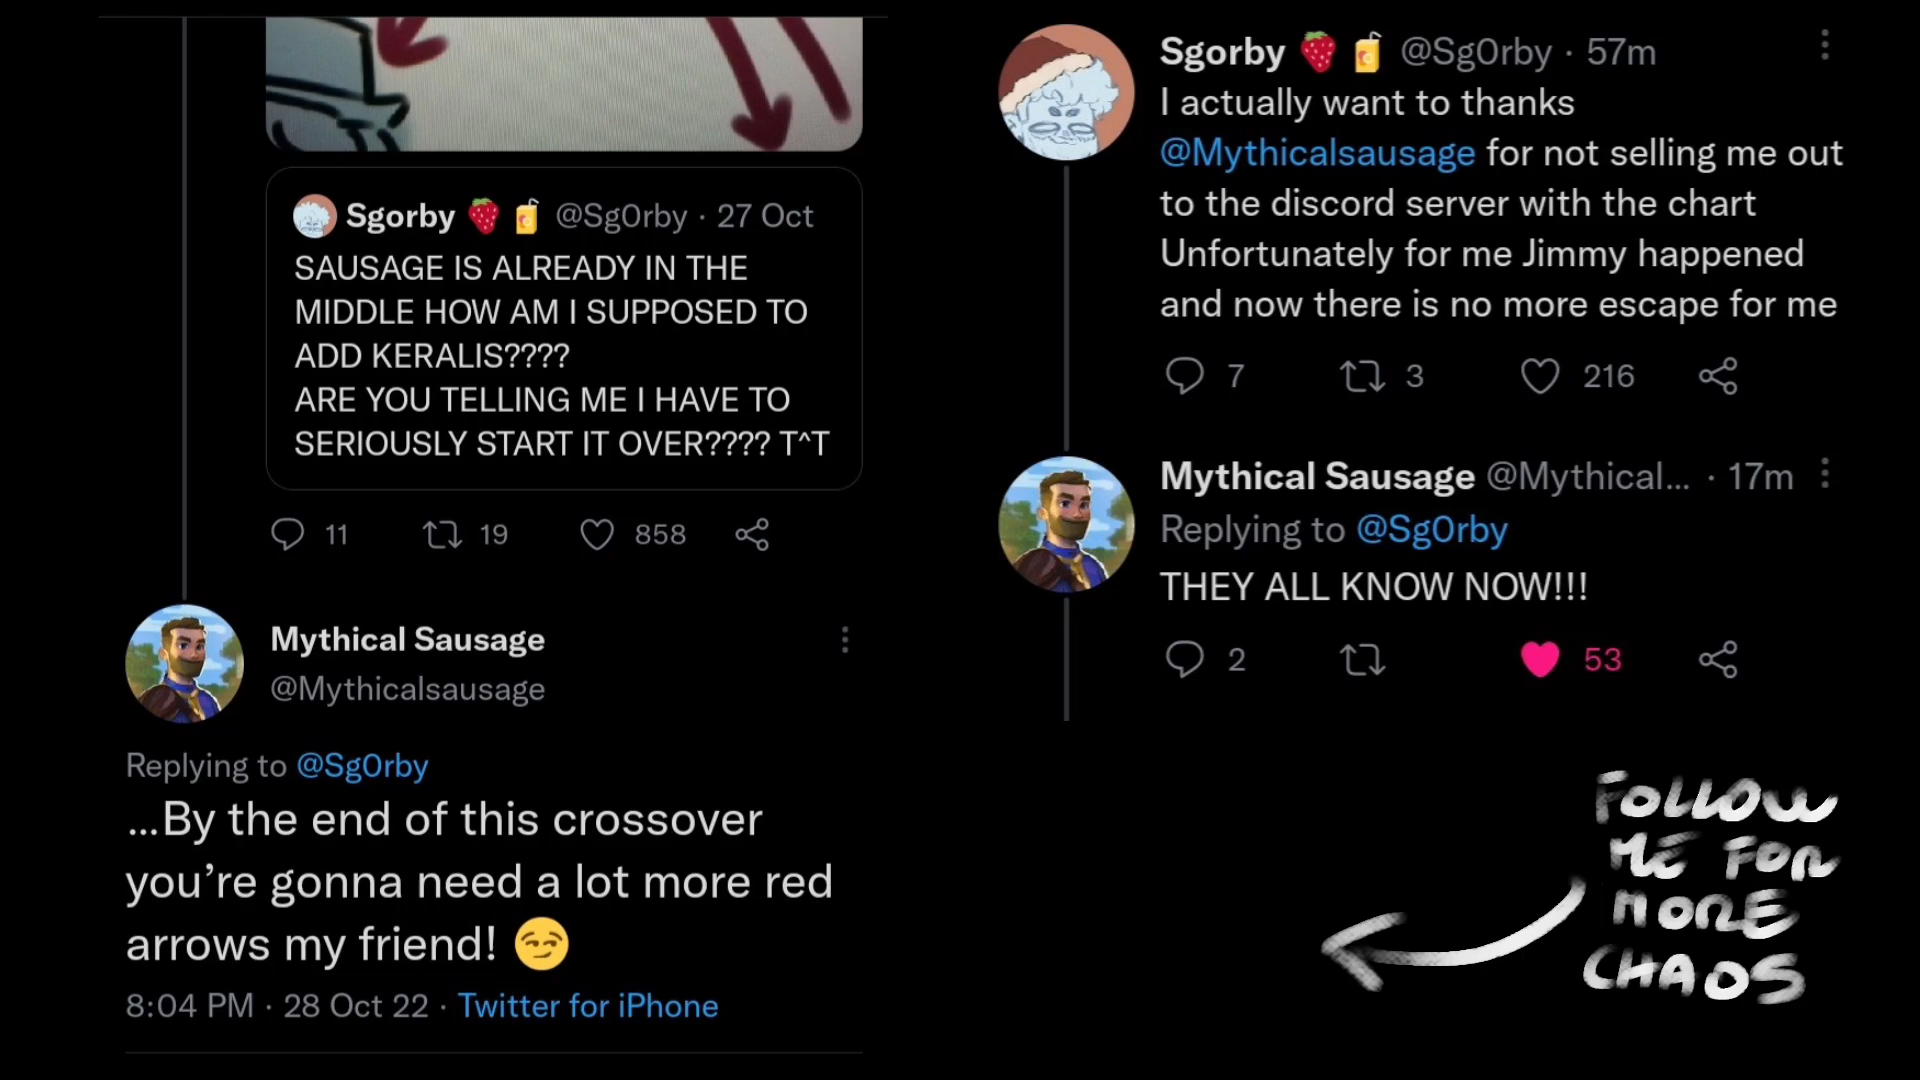 Sgorby 🍓 🧃 @Sg0rby · 27 Oct
SAUSAGE IS ALREADY IN THE
MIDDLE HOW AM I SUPPOSED TO
ADD KERALIS????
ARE YOU TELLING ME I HAVE TO
SERIOUSLY START IT OVER???? T^T
11 19 858
Mythical Sausage
@Mythicalsausage
Replying to @Sg0rby
...By the end of this crossover
you’re gonna need a lot more red
arrows my friend! 😏
8:04 PM · 28 Oct 22 · Twitter for iPhone
Sgorby 🍓 🧃 @Sg0rby · 57m
I actually want to thanks
@Mythicalsausage for not selling me out
to the discord server with the chart
Unfortunately for me Jimmy happened
and now there is no more escape for me
7 3 216
Mythical Sausage @Mythical... · 17m
Replying to @Sg0rby
THEY ALL KNOW NOW!!!
2 53
FOLLOW
ME FOR
MORE
CHAOS